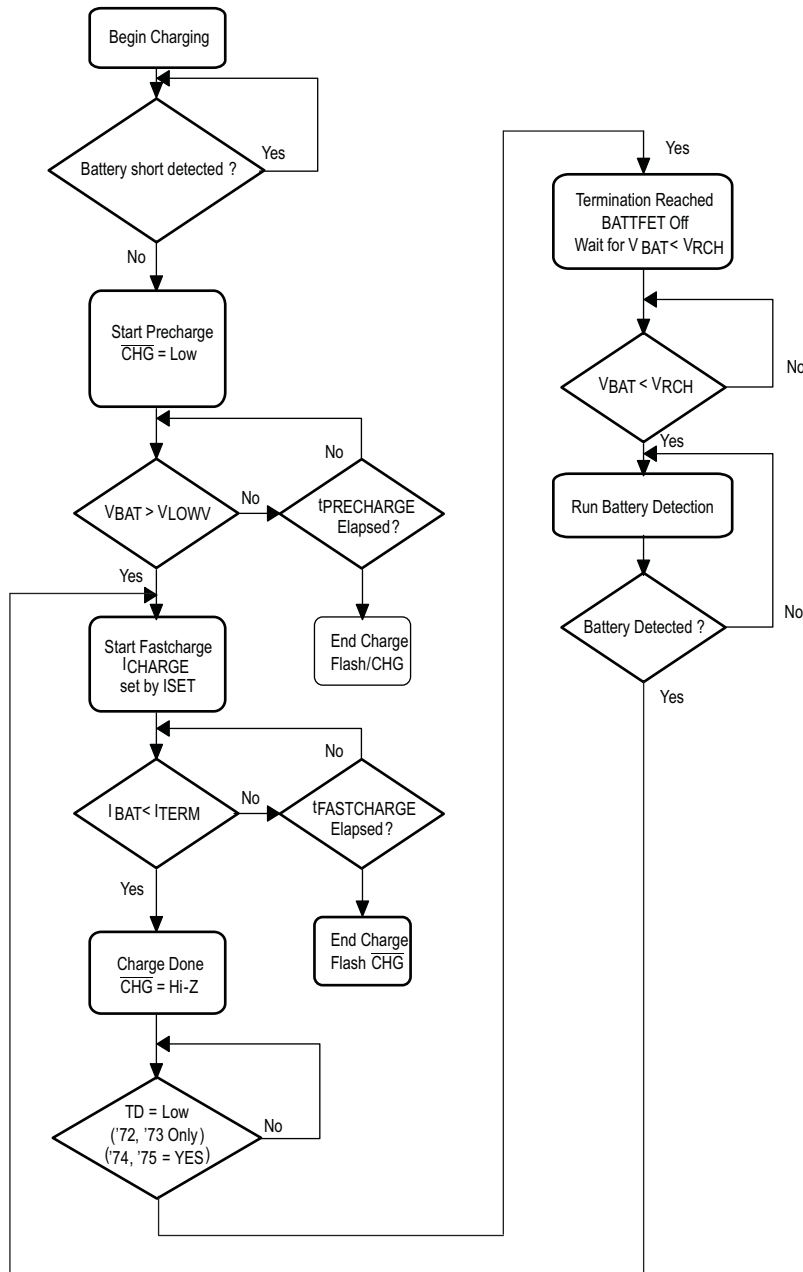 Begin Charging
Battery short detected ?
Yes
No
Start Precharge
CHG = Low
No
VBAT > VLOWV
No
tPRECHARGE
Elapsed?
Yes
End Charge
Flash/CHG
Start Fastcharge
ICHARGE
set by ISET
No
IBAT< ITERM
No
tFASTCHARGE
Elapsed?
Yes
End Charge
Flash CHG
Charge Done
CHG = Hi-Z
TD = Low
('72, '73 Only)
('74, '75 = YES)
No
Yes
Termination Reached
BATTFET Off
Wait for VBAT< VRCH
VBAT < VRCH
No
Yes
Run Battery Detection
Battery Detected ?
No
Yes